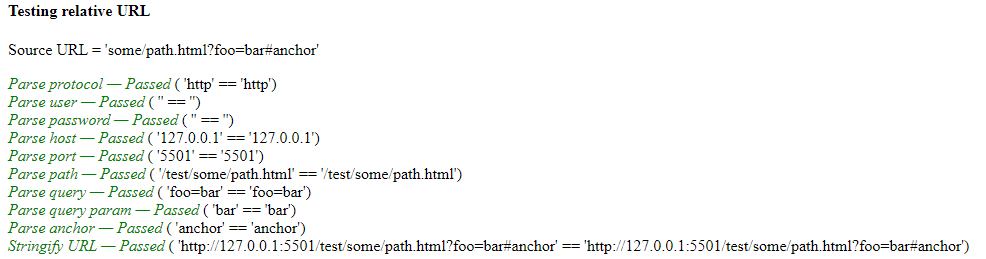 Testing relative URL
Source URL = 'some/path.html?foo=bar#anchor'
Parse protocol — Passed ( 'http' == 'http')
Parse user — Passed ( '' == '')
Parse password — Passed ( '' == '')
Parse host — Passed ( '127.0.0.1' == '127.0.0.1')
Parse port — Passed ( '5501' == '5501')
Parse path — Passed ( '/test/some/path.html' == '/test/some/path.html')
Parse query — Passed ( 'foo=bar' == 'foo=bar')
Parse query param — Passed ( 'bar' == 'bar')
Parse anchor — Passed ( 'anchor' == 'anchor')
Stringify URL — Passed ( 'http://127.0.0.1:5501/test/some/path.html?foo=bar#anchor' == 'http://127.0.0.1:5501/test/some/path.html?foo=bar#anchor')